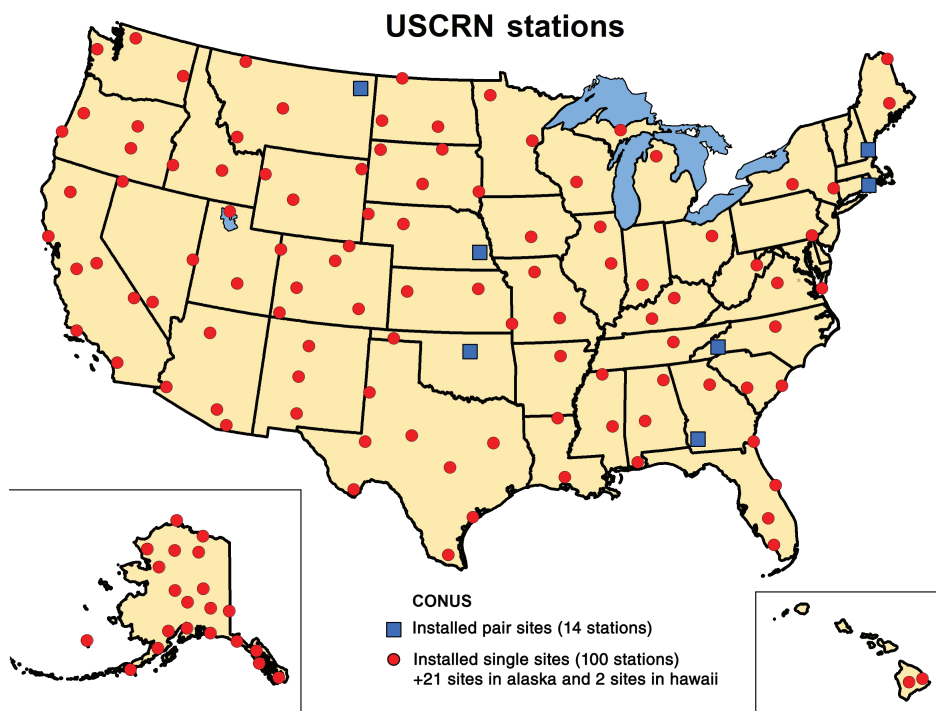 USCRN stations
CONUS
Installed pair sites (14 stations)
Installed single sites (100 stations)
+21 sites in alaska and 2 sites in hawaii